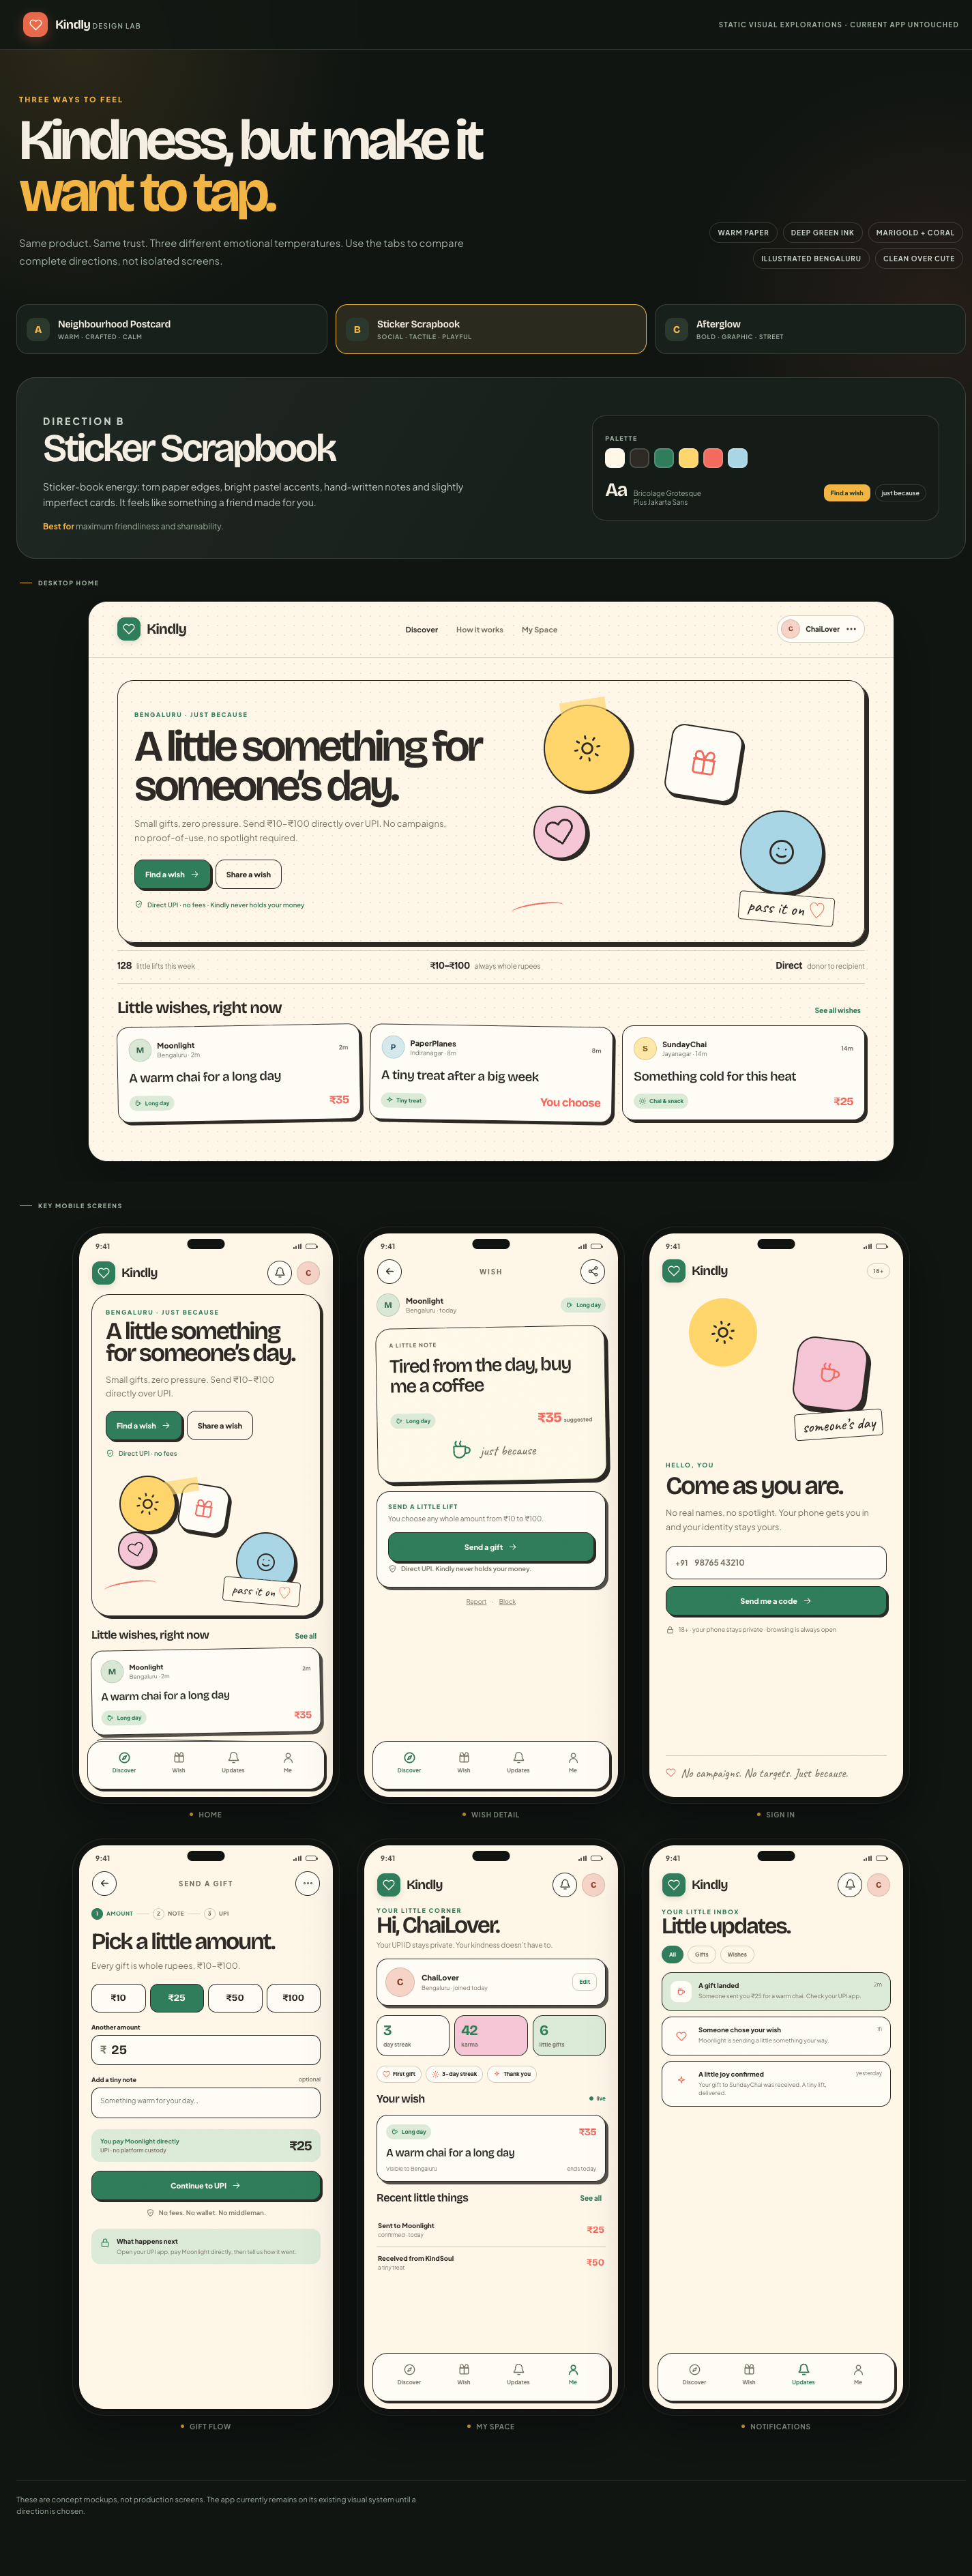 Kindly DESIGN LAB
STATIC VISUAL EXPLORATIONS · CURRENT APP UNTOUCHED
THREE WAYS TO FEEL
Kindness, but make it
want to tap.
Same product. Same trust. Three different emotional temperatures. Use the tabs to compare
complete directions, not isolated screens.
WARM PAPER
DEEP GREEN INK
MARIGOLD + CORAL
ILLUSTRATED BENGALURU
CLEAN OVER CUTE
A
Neighbourhood Postcard
WARM · CRAFTED · CALM
B
Sticker Scrapbook
SOCIAL · TACTILE · PLAYFUL
C
Afterglow
BOLD · GRAPHIC · STREET
DIRECTION B
Sticker Scrapbook
Sticker-book energy: torn paper edges, bright pastel accents, hand-written notes and slightly
imperfect cards. It feels like something a friend made for you.
Best for maximum friendliness and shareability.
PALETTE
Aa
Bricolage Grotesque
Plus Jakarta Sans
Find a wish
just because
DESKTOP HOME
Kindly
Discover
How it works
My Space
C
ChaiLover
BENGALURU · JUST BECAUSE
A little something for
someone's day.
Small gifts, zero pressure. Send ₹10–₹100 directly over UPI. No campaigns,
no proof-of-use, no spotlight required.
Find a wish →
Share a wish
Direct UPI · no fees · Kindly never holds your money
pass it on ♡
128 little lifts this week
₹10–₹100 always whole rupees
Direct donor to recipient
Little wishes, right now
See all wishes
M
Moonlight
Bengaluru · 2m
2m
A warm chai for a long day
Long day
₹35
P
PaperPlanes
Indiranagar · 8m
8m
A tiny treat after a big week
Tiny treat
You choose
S
SundayChai
Jayanagar · 14m
14m
Something cold for this heat
Chai & snack
₹25
KEY MOBILE SCREENS
9:41
Kindly
C
BENGALURU · JUST BECAUSE
A little something
for someone's day.
Small gifts, zero pressure. Send ₹10–₹100
directly over UPI.
Find a wish →
Share a wish
Direct UPI · no fees
pass it on ♡
Little wishes, right now
See all
M
Moonlight
Bengaluru · 2m
2m
A warm chai for a long day
Long day
₹35
Discover
Wish
Updates
Me
HOME
9:41
WISH
M
Moonlight
Bengaluru · today
Long day
A LITTLE NOTE
Tired from the day, buy
me a coffee
Long day
₹35 suggested
just because
SEND A LITTLE LIFT
You choose any whole amount from ₹10 to ₹100.
Send a gift →
Direct UPI. Kindly never holds your money.
Report · Block
Discover
Wish
Updates
Me
WISH DETAIL
9:41
Kindly
18+
someone's day
HELLO, YOU
Come as you are.
No real names, no spotlight. Your phone gets you in
and your identity stays yours.
+91 98765 43210
Send me a code →
18+ · your phone stays private · browsing is always open
No campaigns. No targets. Just because.
SIGN IN
9:41
SEND A GIFT
1 AMOUNT
2 NOTE
3 UPI
Pick a little amount.
Every gift is whole rupees, ₹10–₹100.
₹10
₹25
₹50
₹100
Another amount
₹ 25
Add a tiny note
optional
Something warm for your day…
You pay Moonlight directly
UPI · no platform custody
₹25
Continue to UPI →
No fees. No wallet. No middleman.
What happens next
Open your UPI app, pay Moonlight directly, then tell us how it went.
GIFT FLOW
9:41
Kindly
C
YOUR LITTLE CORNER
Hi, ChaiLover.
Your UPI ID stays private. Your kindness doesn't have to.
C
ChaiLover
Bengaluru · joined today
Edit
3
day streak
42
karma
6
little gifts
First gift
3-day streak
Thank you
Your wish
live
Long day
₹35
A warm chai for a long day
Visible to Bengaluru
ends today
Recent little things
See all
Sent to Moonlight
confirmed · today
₹25
Received from KindSoul
a tiny treat
₹50
Discover
Wish
Updates
Me
MY SPACE
9:41
Kindly
C
YOUR LITTLE INBOX
Little updates.
All
Gifts
Wishes
A gift landed
2m
Someone sent you ₹25 for a warm chai. Check your UPI app.
Someone chose your wish
1h
Moonlight is sending a little something your way.
A little joy confirmed
yesterday
Your gift to SundayChai was received. A tiny lift,
delivered.
Discover
Wish
Updates
Me
NOTIFICATIONS
These are concept mockups, not production screens. The app currently remains on its existing visual system until a
direction is chosen.